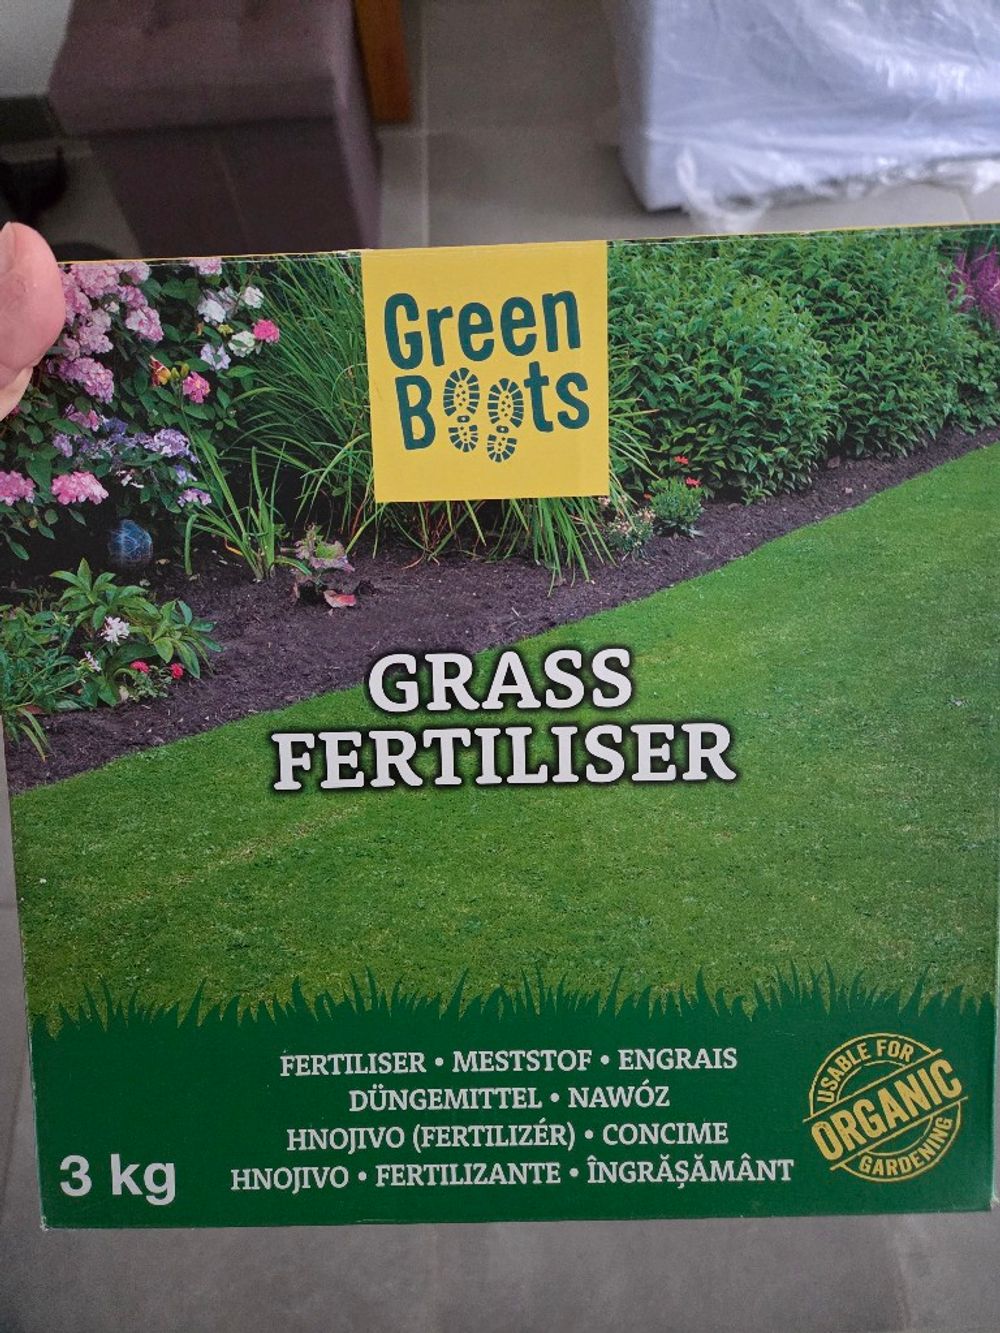 Green
Boots
GRASS
FERTILISER
FERTILISER • MESTSTOF • ENGRAIS
DÜNGEMITTEL • NAWÓZ
HNOJIVO (FERTILIZÉR) • CONCIME
HNOJIVO • FERTILIZANTE • ÎNGRĂȘĂMÂNT
3 kg
USABLE FOR
ORGANIC
GARDENING